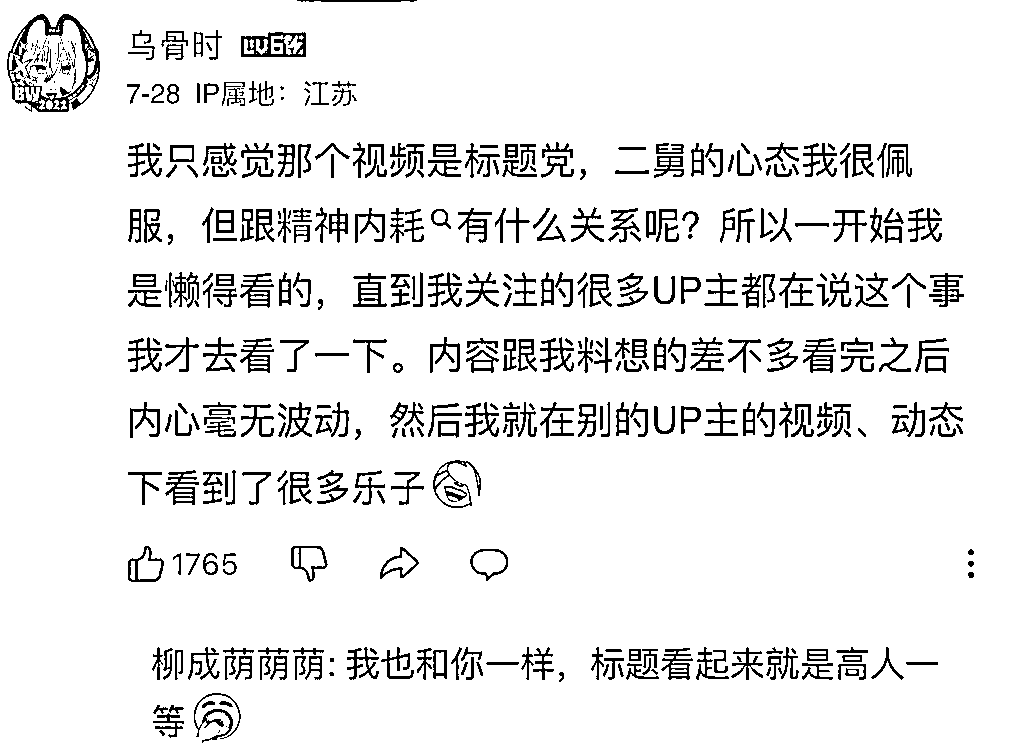 乌骨时 LV6
7-28 IP属地：江苏
BW
2022
我只感觉那个视频是标题党，二舅的心态我很佩
服，但跟精神内耗有什么关系呢？所以一开始我
是懒得看的，直到我关注的很多UP主都在说这个事
我才去看了一下。内容跟我料想的差不多看完之后
内心毫无波动，然后我就在别的UP主的视频、动态
下看到了很多乐子
1765
柳成荫荫荫: 我也和你一样，标题看起来就是高人一
等